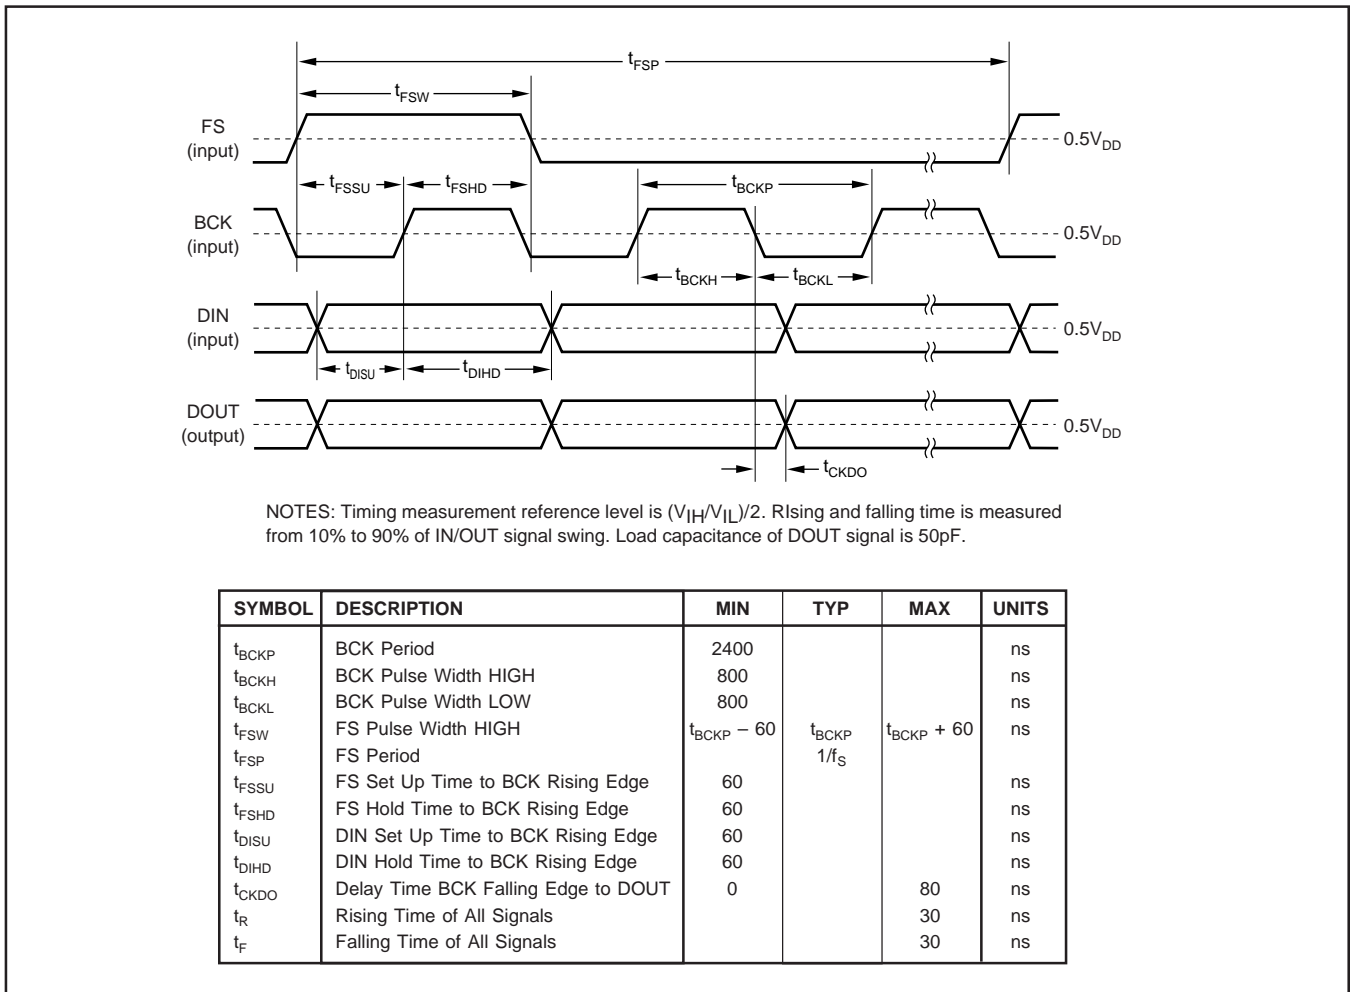 tFSP
tFSW
FS
(input)
0.5VDD
tFSSU
tFSHD
tBCKP
BCK
(input)
0.5VDD
tBCKH
tBCKL
DIN
(input)
0.5VDD
tDISU
tDIHD
DOUT
(output)
0.5VDD
tCKDO
NOTES: Timing measurement reference level is (VIH/VIL)/2. RIsing and falling time is measured
from 10% to 90% of IN/OUT signal swing. Load capacitance of DOUT signal is 50pF.
SYMBOL DESCRIPTION MIN TYP MAX UNITS
tBCKP BCK Period 2400 ns
tBCKH BCK Pulse Width HIGH 800 ns
tBCKL BCK Pulse Width LOW 800 ns
tFSW FS Pulse Width HIGH tBCKP – 60 tBCKP tBCKP + 60 ns
tFSP FS Period 1/fS
tFSSU FS Set Up Time to BCK Rising Edge 60 ns
tFSHD FS Hold Time to BCK Rising Edge 60 ns
tDISU DIN Set Up Time to BCK Rising Edge 60 ns
tDIHD DIN Hold Time to BCK Rising Edge 60 ns
tCKDO Delay Time BCK Falling Edge to DOUT 0 80 ns
tR Rising Time of All Signals 30 ns
tF Falling Time of All Signals 30 ns